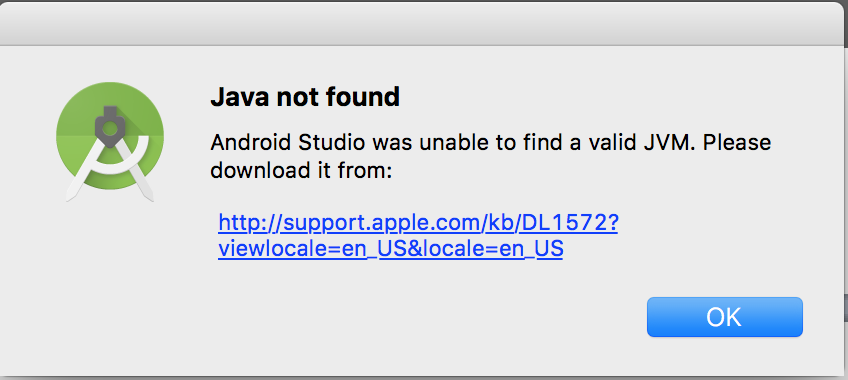 Java not found
Android Studio was unable to find a valid JVM. Please
download it from:
http://support.apple.com/kb/DL1572?
viewlocale=en_US&locale=en_US
OK